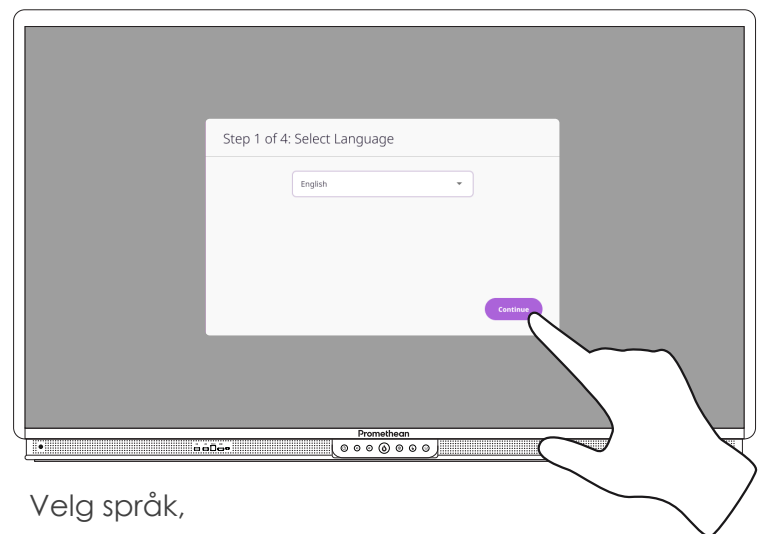 Step 1 of 4: Select Language
English
Continue
Promethean
Velg språk,